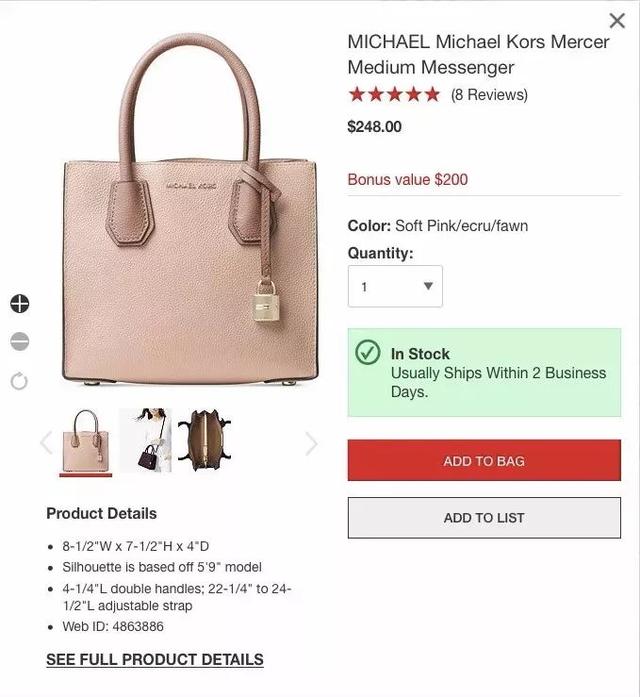 MICHAEL Michael Kors Mercer
Medium Messenger
(8 Reviews)
$248.00
Bonus value $200
Color: Soft Pink/ecru/fawn
Quantity:
1
In Stock
Usually Ships Within 2 Business
Days.
ADD TO BAG
ADD TO LIST
MICHAEL KORS
Product Details
• 8-1/2"W x 7-1/2"H x 4"D
• Silhouette is based off 5'9" model
• 4-1/4"L double handles; 22-1/4" to 24-
1/2"L adjustable strap
• Web ID: 4863886
SEE FULL PRODUCT DETAILS